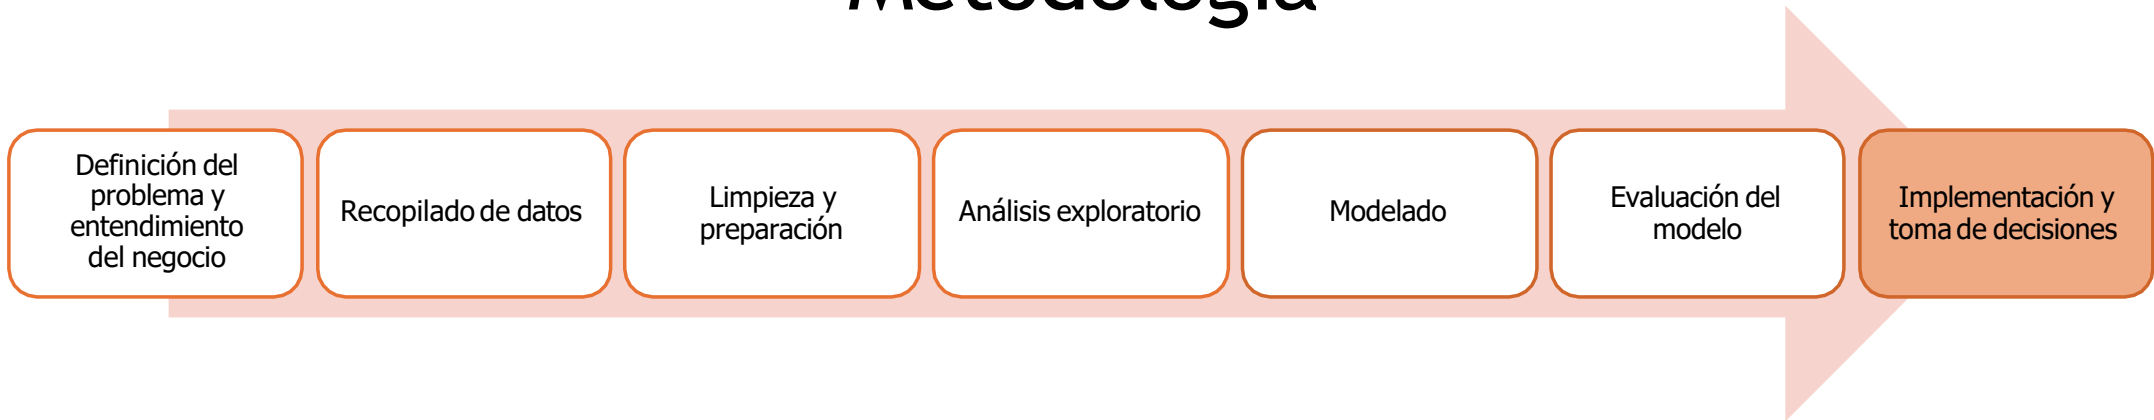 Metodología
Definición del
problema y
entendimiento
del negocio
Recopilado de datos
Limpieza y
preparación
Análisis exploratorio
Modelado
Evaluación del
modelo
Implementación y
toma de decisiones